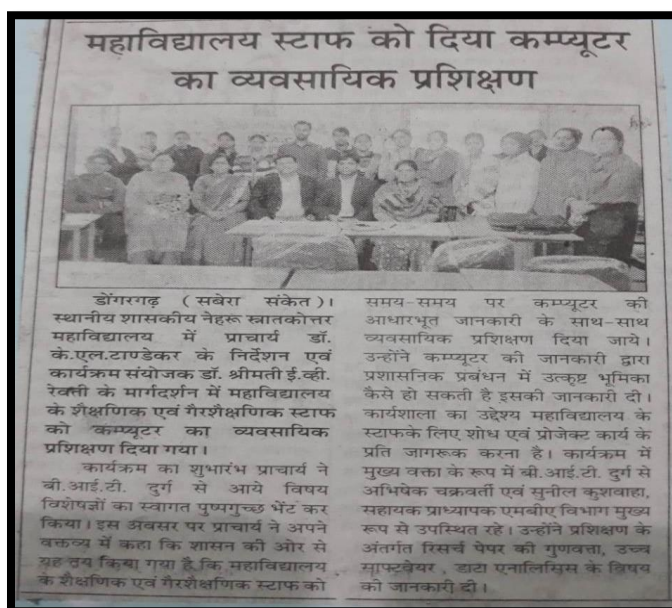 महाविद्यालय स्टाफ को दिया कम्प्यूटर
का व्यवसायिक प्रशिक्षण
डोंगरगढ़ (सबेरा संकेत)।
स्थानीय शासकीय नेहरू स्नातकोत्तर
महाविद्यालय में प्राचार्य डॉ.
के.एल.टाण्डेकर के निर्देशन एवं
कार्यक्रम संयोजक डॉ. श्रीमती ई.व्ही.
रेवती के मार्गदर्शन में महाविद्यालय
के शैक्षणिक एवं गैरशैक्षणिक स्टाफ
को कम्प्यूटर का व्यवसायिक
प्रशिक्षण दिया गया।
कार्यक्रम का शुभारंभ प्राचार्य ने
बी.आई.टी. दुर्ग से आये विषय
विशेषज्ञों का स्वागत पुष्पगुच्छ भेंट कर
किया। इस अवसर पर प्राचार्य ने अपने
वक्तव्य में कहा कि शासन की ओर से
यह तय किया गया है कि महाविद्यालय
के शैक्षणिक एवं गैरशैक्षणिक स्टाफ को
समय-समय पर कम्प्यूटर की
आधारभूत जानकारी के साथ-साथ
व्यवसायिक प्रशिक्षण दिया जाये।
उन्होंने कम्प्यूटर की जानकारी द्वारा
प्रशासनिक प्रबंधन में उत्कृष्ट भूमिका
कैसे हो सकती है इसकी जानकारी दी।
कार्यशाला का उद्देश्य महाविद्यालय के
स्टाफके लिए शोध एवं प्रोजेक्ट कार्य के
प्रति जागरूक करना है। कार्यक्रम में
मुख्य वक्ता के रूप में बी.आई.टी. दुर्ग से
अभिषेक चक्रवर्ती एवं सुनील कुशवाहा,
सहायक प्राध्यापक एमबीए विभाग मुख्य
रूप से उपस्थित रहे। उन्होंने प्रशिक्षण के
अंतर्गत रिसर्च पेपर की गुणवत्ता, उच्च
साफ्टवेयर, डाटा एनालिसिस के विषय
की जानकारी दी।